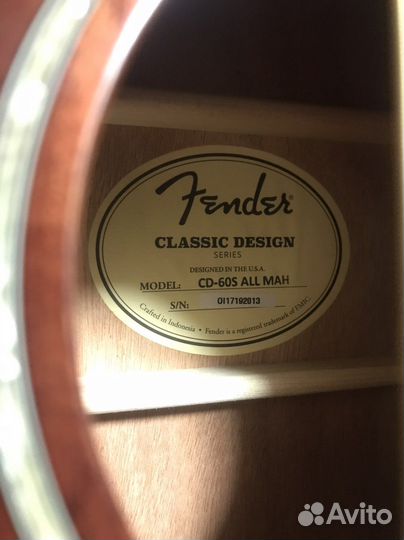 Fender
CLASSIC DESIGN
SERIES
DESIGNED IN THE U.S.A.
MODEL: CD-60S ALL MAH
S/N: OI17192013
Crafted in Indonesia • Fender is a registered trademark of FMIC.
Avito